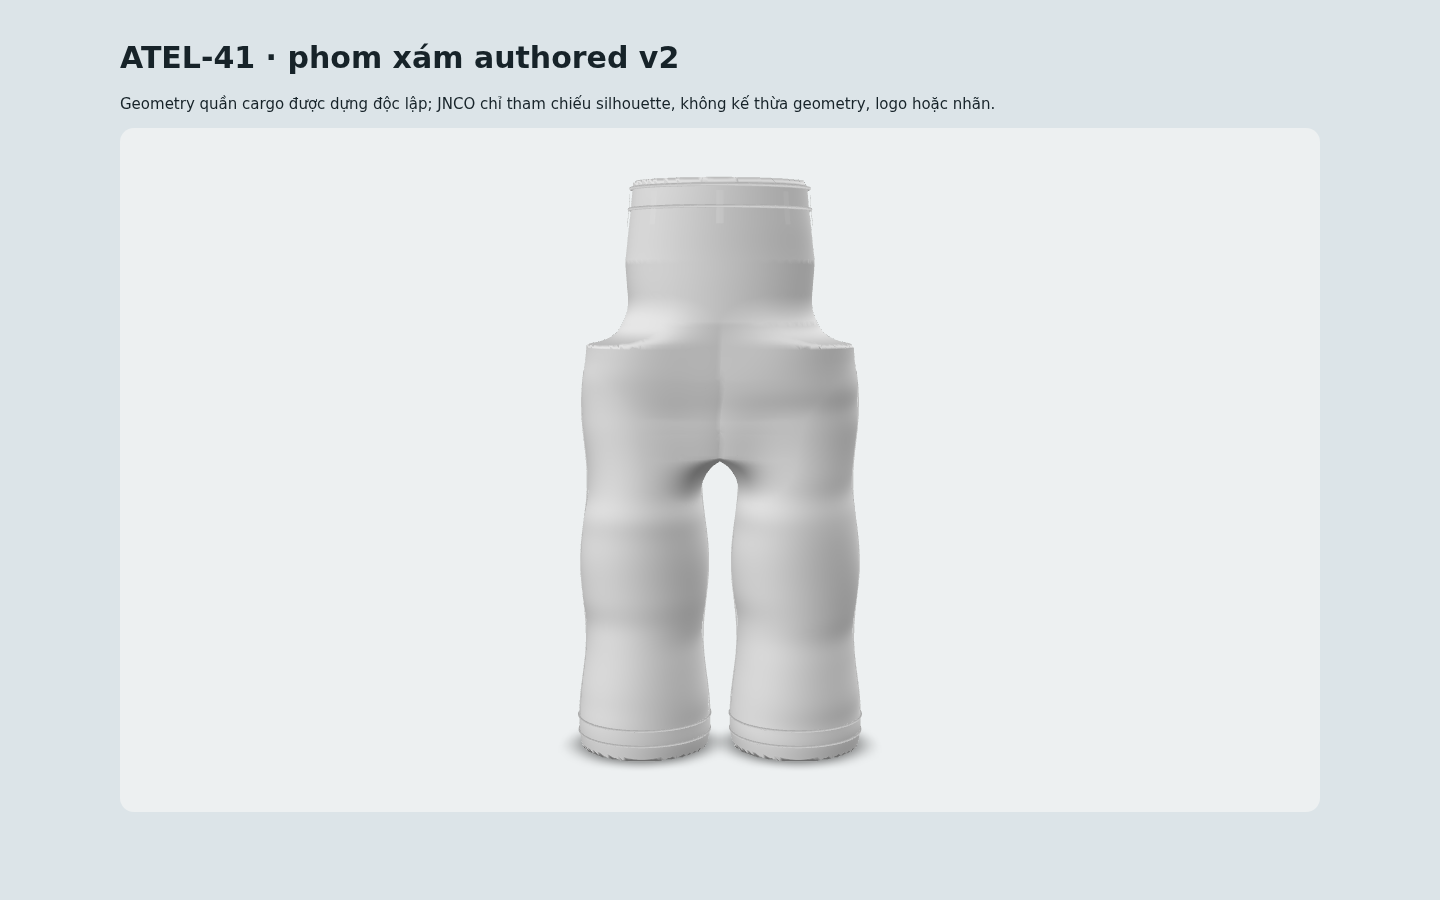 ATEL-41 · phom xám authored v2
Geometry quần cargo được dựng độc lập; JNCO chỉ tham chiếu silhouette, không kế thừa geometry, logo hoặc nhãn.